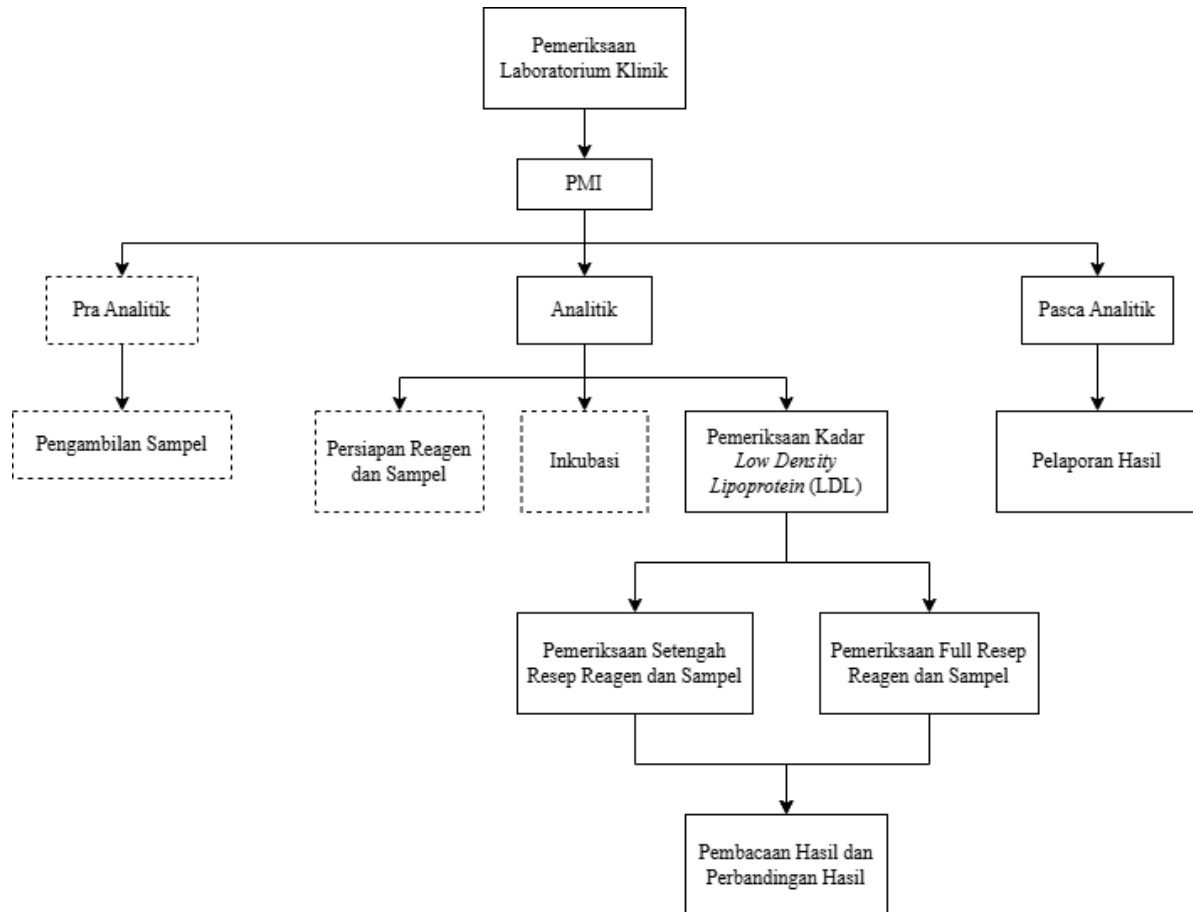 Pemeriksaan
Laboratorium Klinik
PMI
Pra Analitik
Analitik
Pasca Analitik
Pengambilan Sampel
Persiapan Reagen
dan Sampel
Inkubasi
Pemeriksaan Kadar
Low Density
Lipoprotein (LDL)
Pelaporan Hasil
Pemeriksaan Setengah
Resep Reagen dan Sampel
Pemeriksaan Full Resep
Reagen dan Sampel
Pembacaan Hasil dan
Perbandingan Hasil